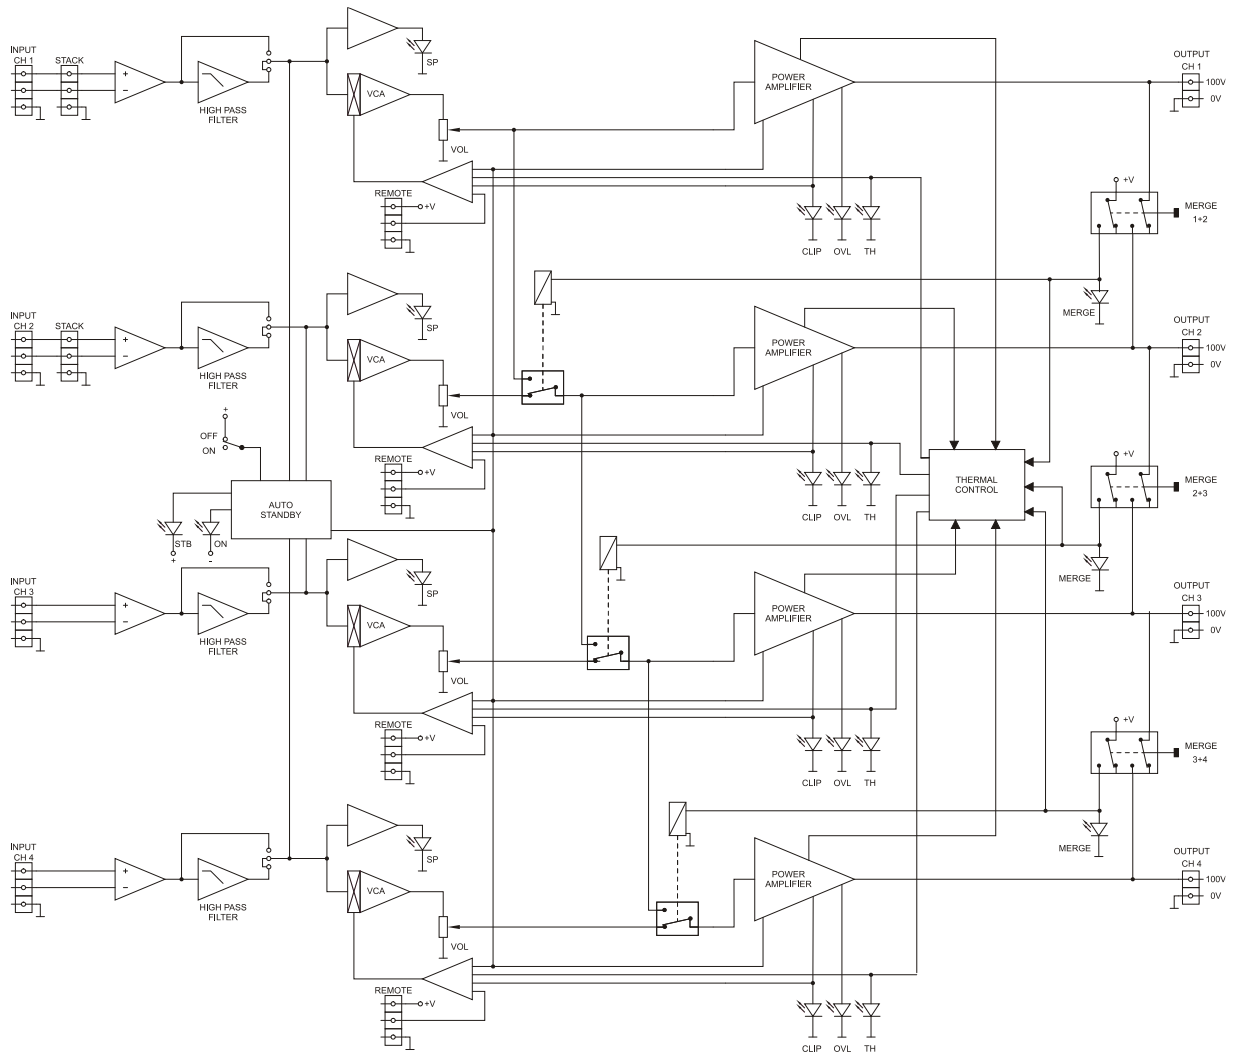 INPUT
CH 1
STACK
+
−
HIGH PASS
FILTER
SP
VCA
VOL
REMOTE
+V
POWER
AMPLIFIER
CLIP OVL TH
OUTPUT
CH 1
100V
0V
+V
MERGE
1+2
MERGE
INPUT
CH 2
STACK
+
−
HIGH PASS
FILTER
SP
VCA
VOL
REMOTE
+V
POWER
AMPLIFIER
CLIP OVL TH
OUTPUT
CH 2
100V
0V
+
OFF
ON
AUTO
STANDBY
STB
ON
+
-
THERMAL
CONTROL
+V
MERGE
2+3
MERGE
INPUT
CH 3
+
−
HIGH PASS
FILTER
SP
VCA
VOL
REMOTE
+V
POWER
AMPLIFIER
CLIP OVL TH
OUTPUT
CH 3
100V
0V
+V
MERGE
3+4
MERGE
INPUT
CH 4
+
−
HIGH PASS
FILTER
SP
VCA
VOL
REMOTE
+V
POWER
AMPLIFIER
CLIP OVL TH
OUTPUT
CH 4
100V
0V